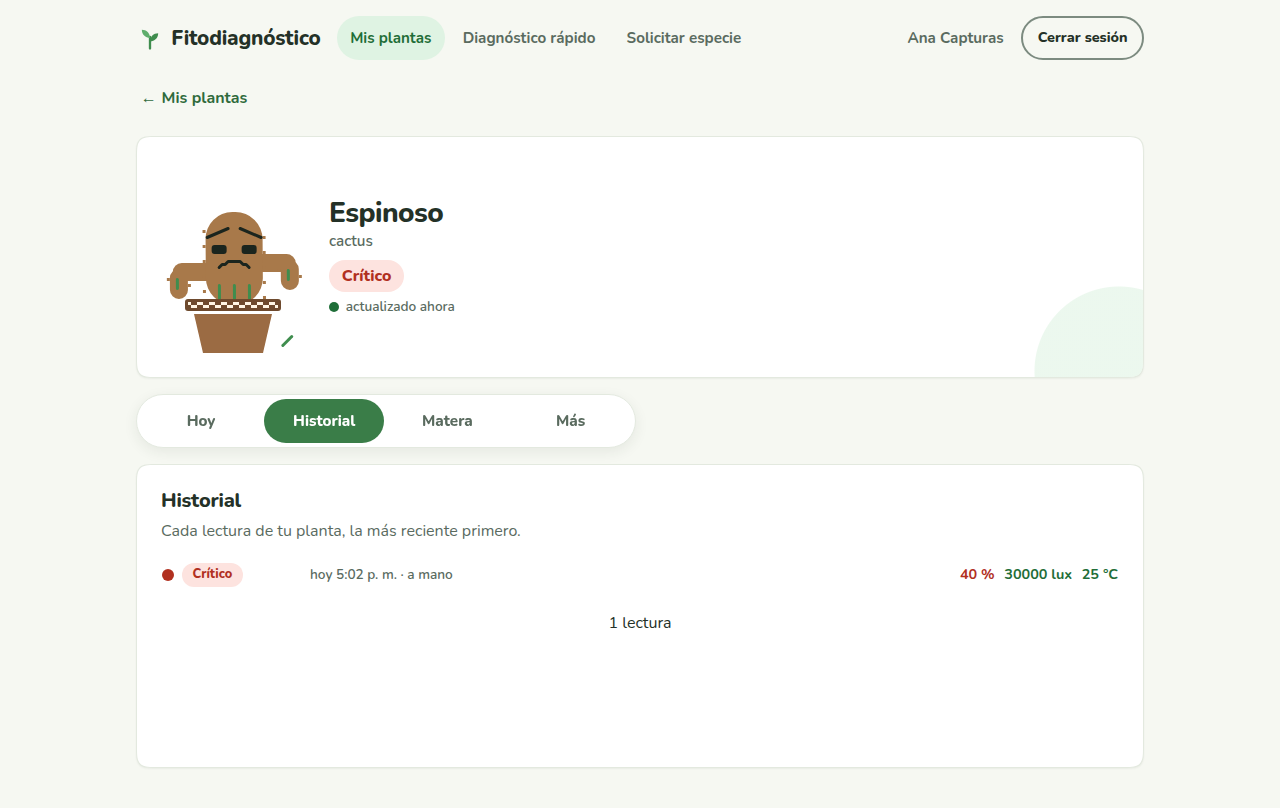 Fitodiagnóstico
Mis plantas
Diagnóstico rápido
Solicitar especie
Ana Capturas
Cerrar sesión
← Mis plantas
Espinoso
cactus
Crítico
actualizado ahora
Hoy
Historial
Matera
Más
Historial
Cada lectura de tu planta, la más reciente primero.
Crítico
hoy 5:02 p. m. · a mano
40 % 30000 lux 25 °C
1 lectura